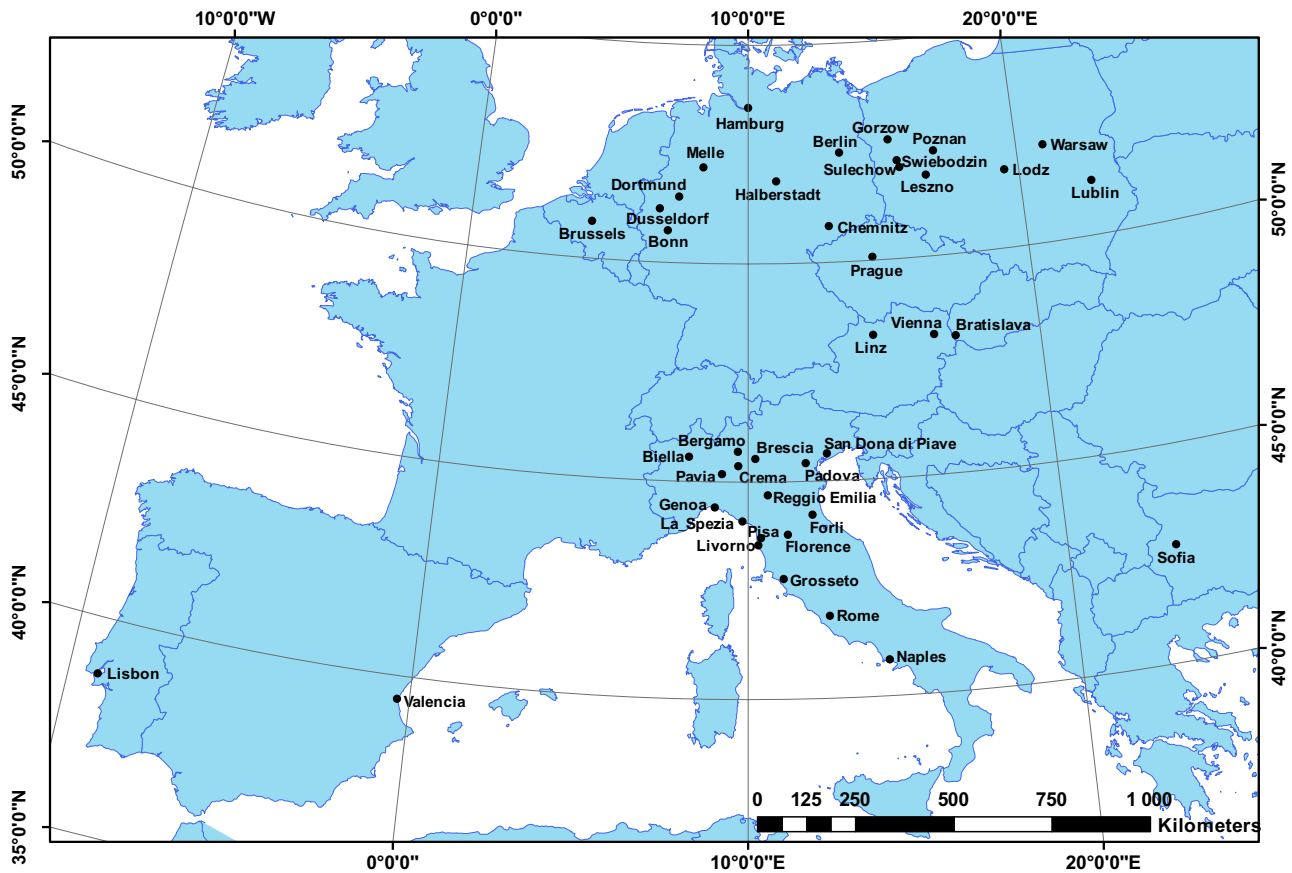 10°0'0"W 0°0'0" 10°0'0"E 20°0'0"E
50°0'0"N
45°0'0"N
40°0'0"N
35°0'0"N
50°0'0"N
45°0'0"N
40°0'0"N
Hamburg
Gorzow
Poznan
Berlin
Warsaw
Melle
Swiebodzin
Sulechow
Lodz
Leszno
Lublin
Dortmund
Halberstadt
Dusseldorf
Brussels
Bonn
Chemnitz
Prague
Vienna
Bratislava
Linz
Bergamo
Brescia
San Dona di Piave
Biella
Pavia
Crema
Padova
Reggio Emilia
Genoa
La_Spezia
Pisa
Forli
Livorno
Florence
Sofia
Grosseto
Rome
Naples
Lisbon
Valencia
0 125 250 500 750 1 000
Kilometers
0°0'0" 10°0'0"E 20°0'0"E